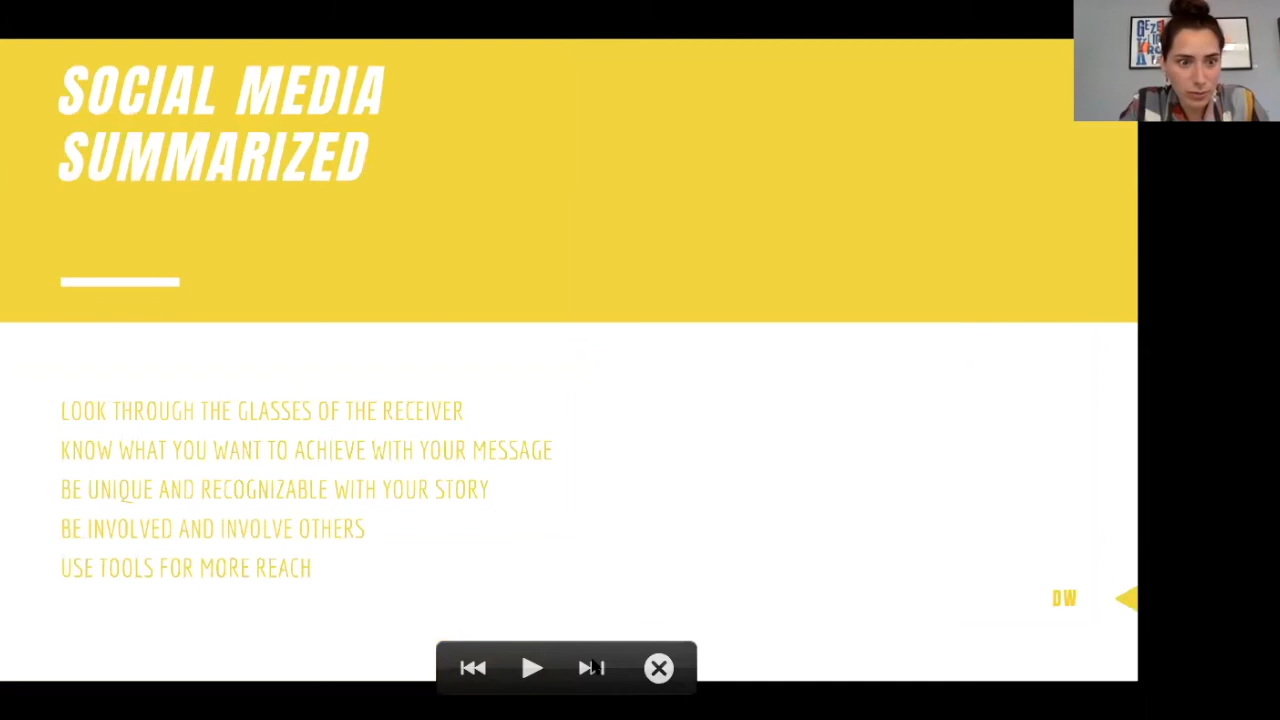 SOCIAL MEDIA
SUMMARIZED
LOOK THROUGH THE GLASSES OF THE RECEIVER
KNOW WHAT YOU WANT TO ACHIEVE WITH YOUR MESSAGE
BE UNIQUE AND RECOGNIZABLE WITH YOUR STORY
BE INVOLVED AND INVOLVE OTHERS
USE TOOLS FOR MORE REACH
DW